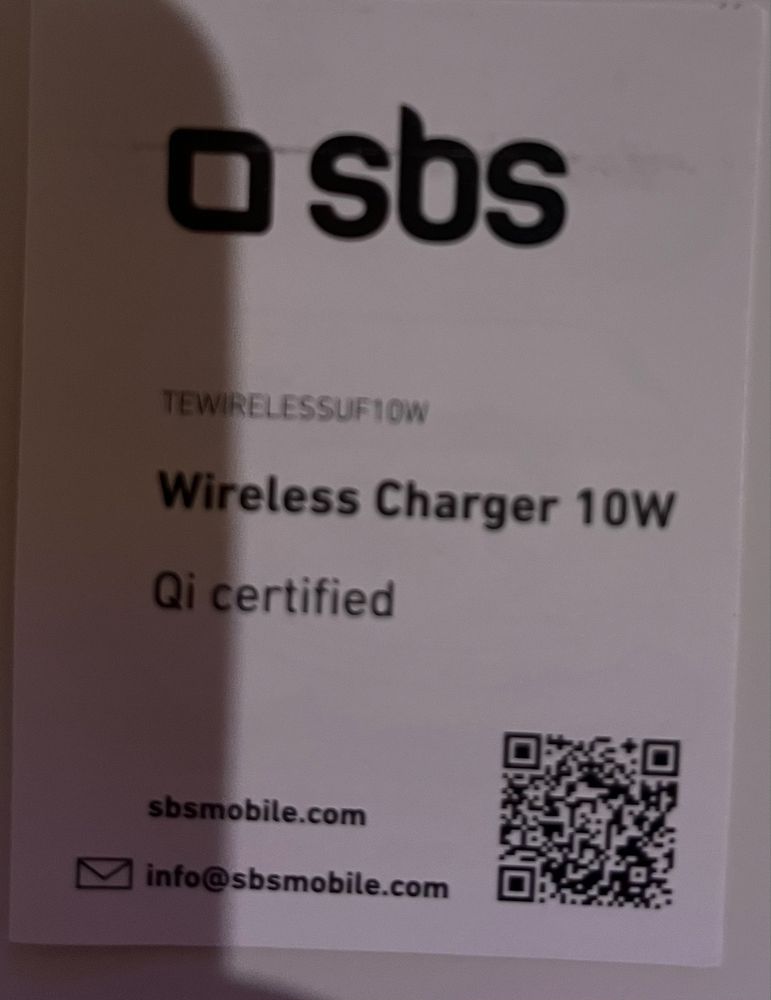 sbs
TEWIRELESSUF10W
Wireless Charger 10W
Qi certified
sbsmobile.com
info@sbsmobile.com